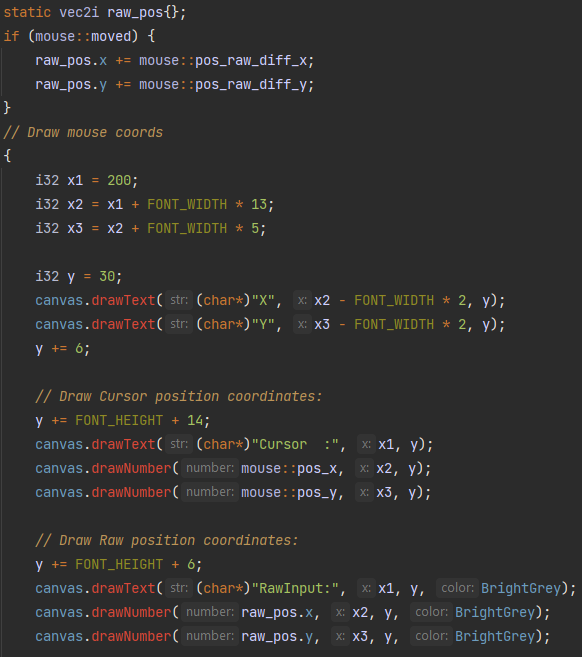 static vec2i raw_pos{};
if (mouse::moved) {
    raw_pos.x += mouse::pos_raw_diff_x;
    raw_pos.y += mouse::pos_raw_diff_y;
}
// Draw mouse coords
{
    i32 x1 = 200;
    i32 x2 = x1 + FONT_WIDTH * 13;
    i32 x3 = x2 + FONT_WIDTH * 5;

    i32 y = 30;
    canvas.drawText( str: (char*)"X", x: x2 - FONT_WIDTH * 2, y);
    canvas.drawText( str: (char*)"Y", x: x3 - FONT_WIDTH * 2, y);
    y += 6;

    // Draw Cursor position coordinates:
    y += FONT_HEIGHT + 14;
    canvas.drawText( str: (char*)"Cursor  :", x: x1, y);
    canvas.drawNumber( number: mouse::pos_x, x: x2, y);
    canvas.drawNumber( number: mouse::pos_y, x: x3, y);

    // Draw Raw position coordinates:
    y += FONT_HEIGHT + 6;
    canvas.drawText( str: (char*)"RawInput:", x: x1, y, color: BrightGrey);
    canvas.drawNumber( number: raw_pos.x, x: x2, y, color: BrightGrey);
    canvas.drawNumber( number: raw_pos.y, x: x3, y, color: BrightGrey);